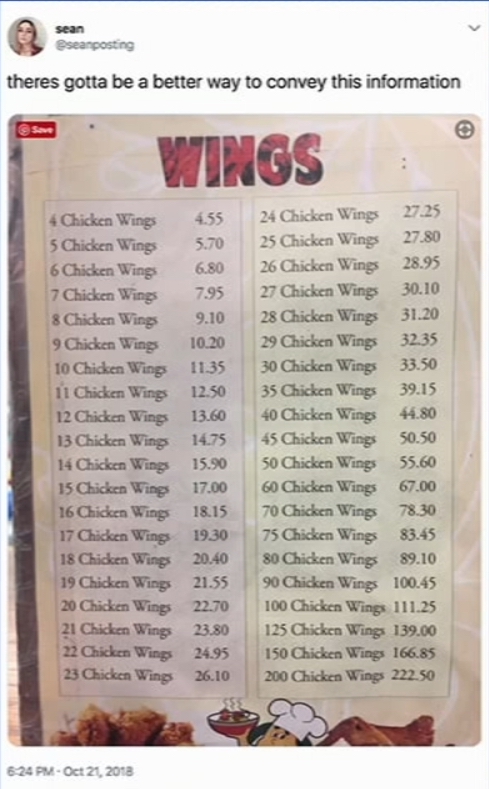 sean
@seanposting
theres gotta be a better way to convey this information
Save
WINGS
4 Chicken Wings 4.55
5 Chicken Wings 5.70
6 Chicken Wings 6.80
7 Chicken Wings 7.95
8 Chicken Wings 9.10
9 Chicken Wings 10.20
10 Chicken Wings 11.35
11 Chicken Wings 12.50
12 Chicken Wings 13.60
13 Chicken Wings 14.75
14 Chicken Wings 15.90
15 Chicken Wings 17.00
16 Chicken Wings 18.15
17 Chicken Wings 19.30
18 Chicken Wings 20.40
19 Chicken Wings 21.55
20 Chicken Wings 22.70
21 Chicken Wings 23.80
22 Chicken Wings 24.95
23 Chicken Wings 26.10
24 Chicken Wings 27.25
25 Chicken Wings 27.80
26 Chicken Wings 28.95
27 Chicken Wings 30.10
28 Chicken Wings 31.20
29 Chicken Wings 32.35
30 Chicken Wings 33.50
35 Chicken Wings 39.15
40 Chicken Wings 44.80
45 Chicken Wings 50.50
50 Chicken Wings 55.60
60 Chicken Wings 67.00
70 Chicken Wings 78.30
75 Chicken Wings 83.45
80 Chicken Wings 89.10
90 Chicken Wings 100.45
100 Chicken Wings 111.25
125 Chicken Wings 139.00
150 Chicken Wings 166.85
200 Chicken Wings 222.50
6:24 PM - Oct 21, 2018